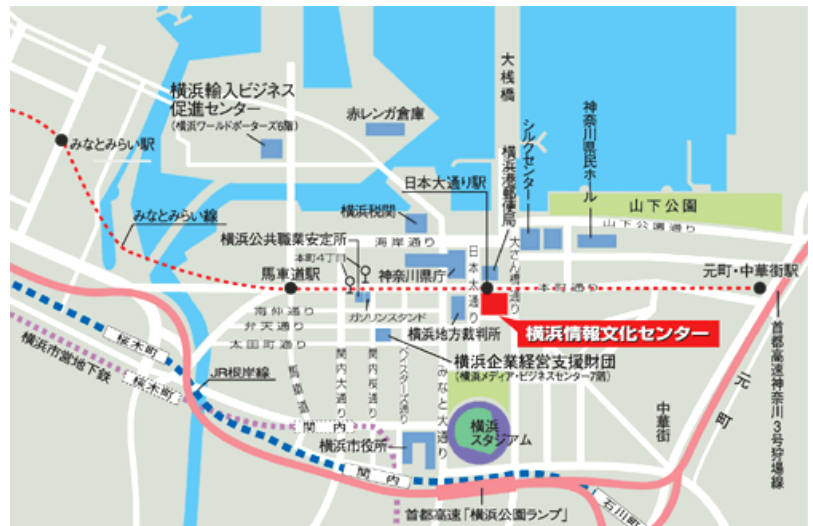 大桟橋
横浜輸入ビジネス
促進センター
(横浜ワールドポーターズ6階)
赤レンガ倉庫
神奈川県民ホール
シルクセンター
横浜港郵便局
みなとみらい駅
日本大通り駅
山下公園
山下公園通り
みなとみらい線
横浜税関
横浜公共職業安定所
海岸通り
日本大通り
大さん橋通り
本町4丁目
馬車道駅
神奈川県庁
元町・中華街駅
本町通り
南仲通り
ガソリンスタンド
弁天通り
横浜地方裁判所
横浜情報文化センター
太田町通り
桜木町
横浜市営地下鉄
桜木町
JR根岸線
横浜企業経営支援財団
(横浜メディア・ビジネスセンター7階)
馬車道
関内大通り
関内桜通り
ベイスターズ通り
みなと大通り
首都高速神奈川3号狩場線
元町
中華街
関内
横浜
スタジアム
横浜市役所
関内
石川町
首都高速「横浜公園ランプ」